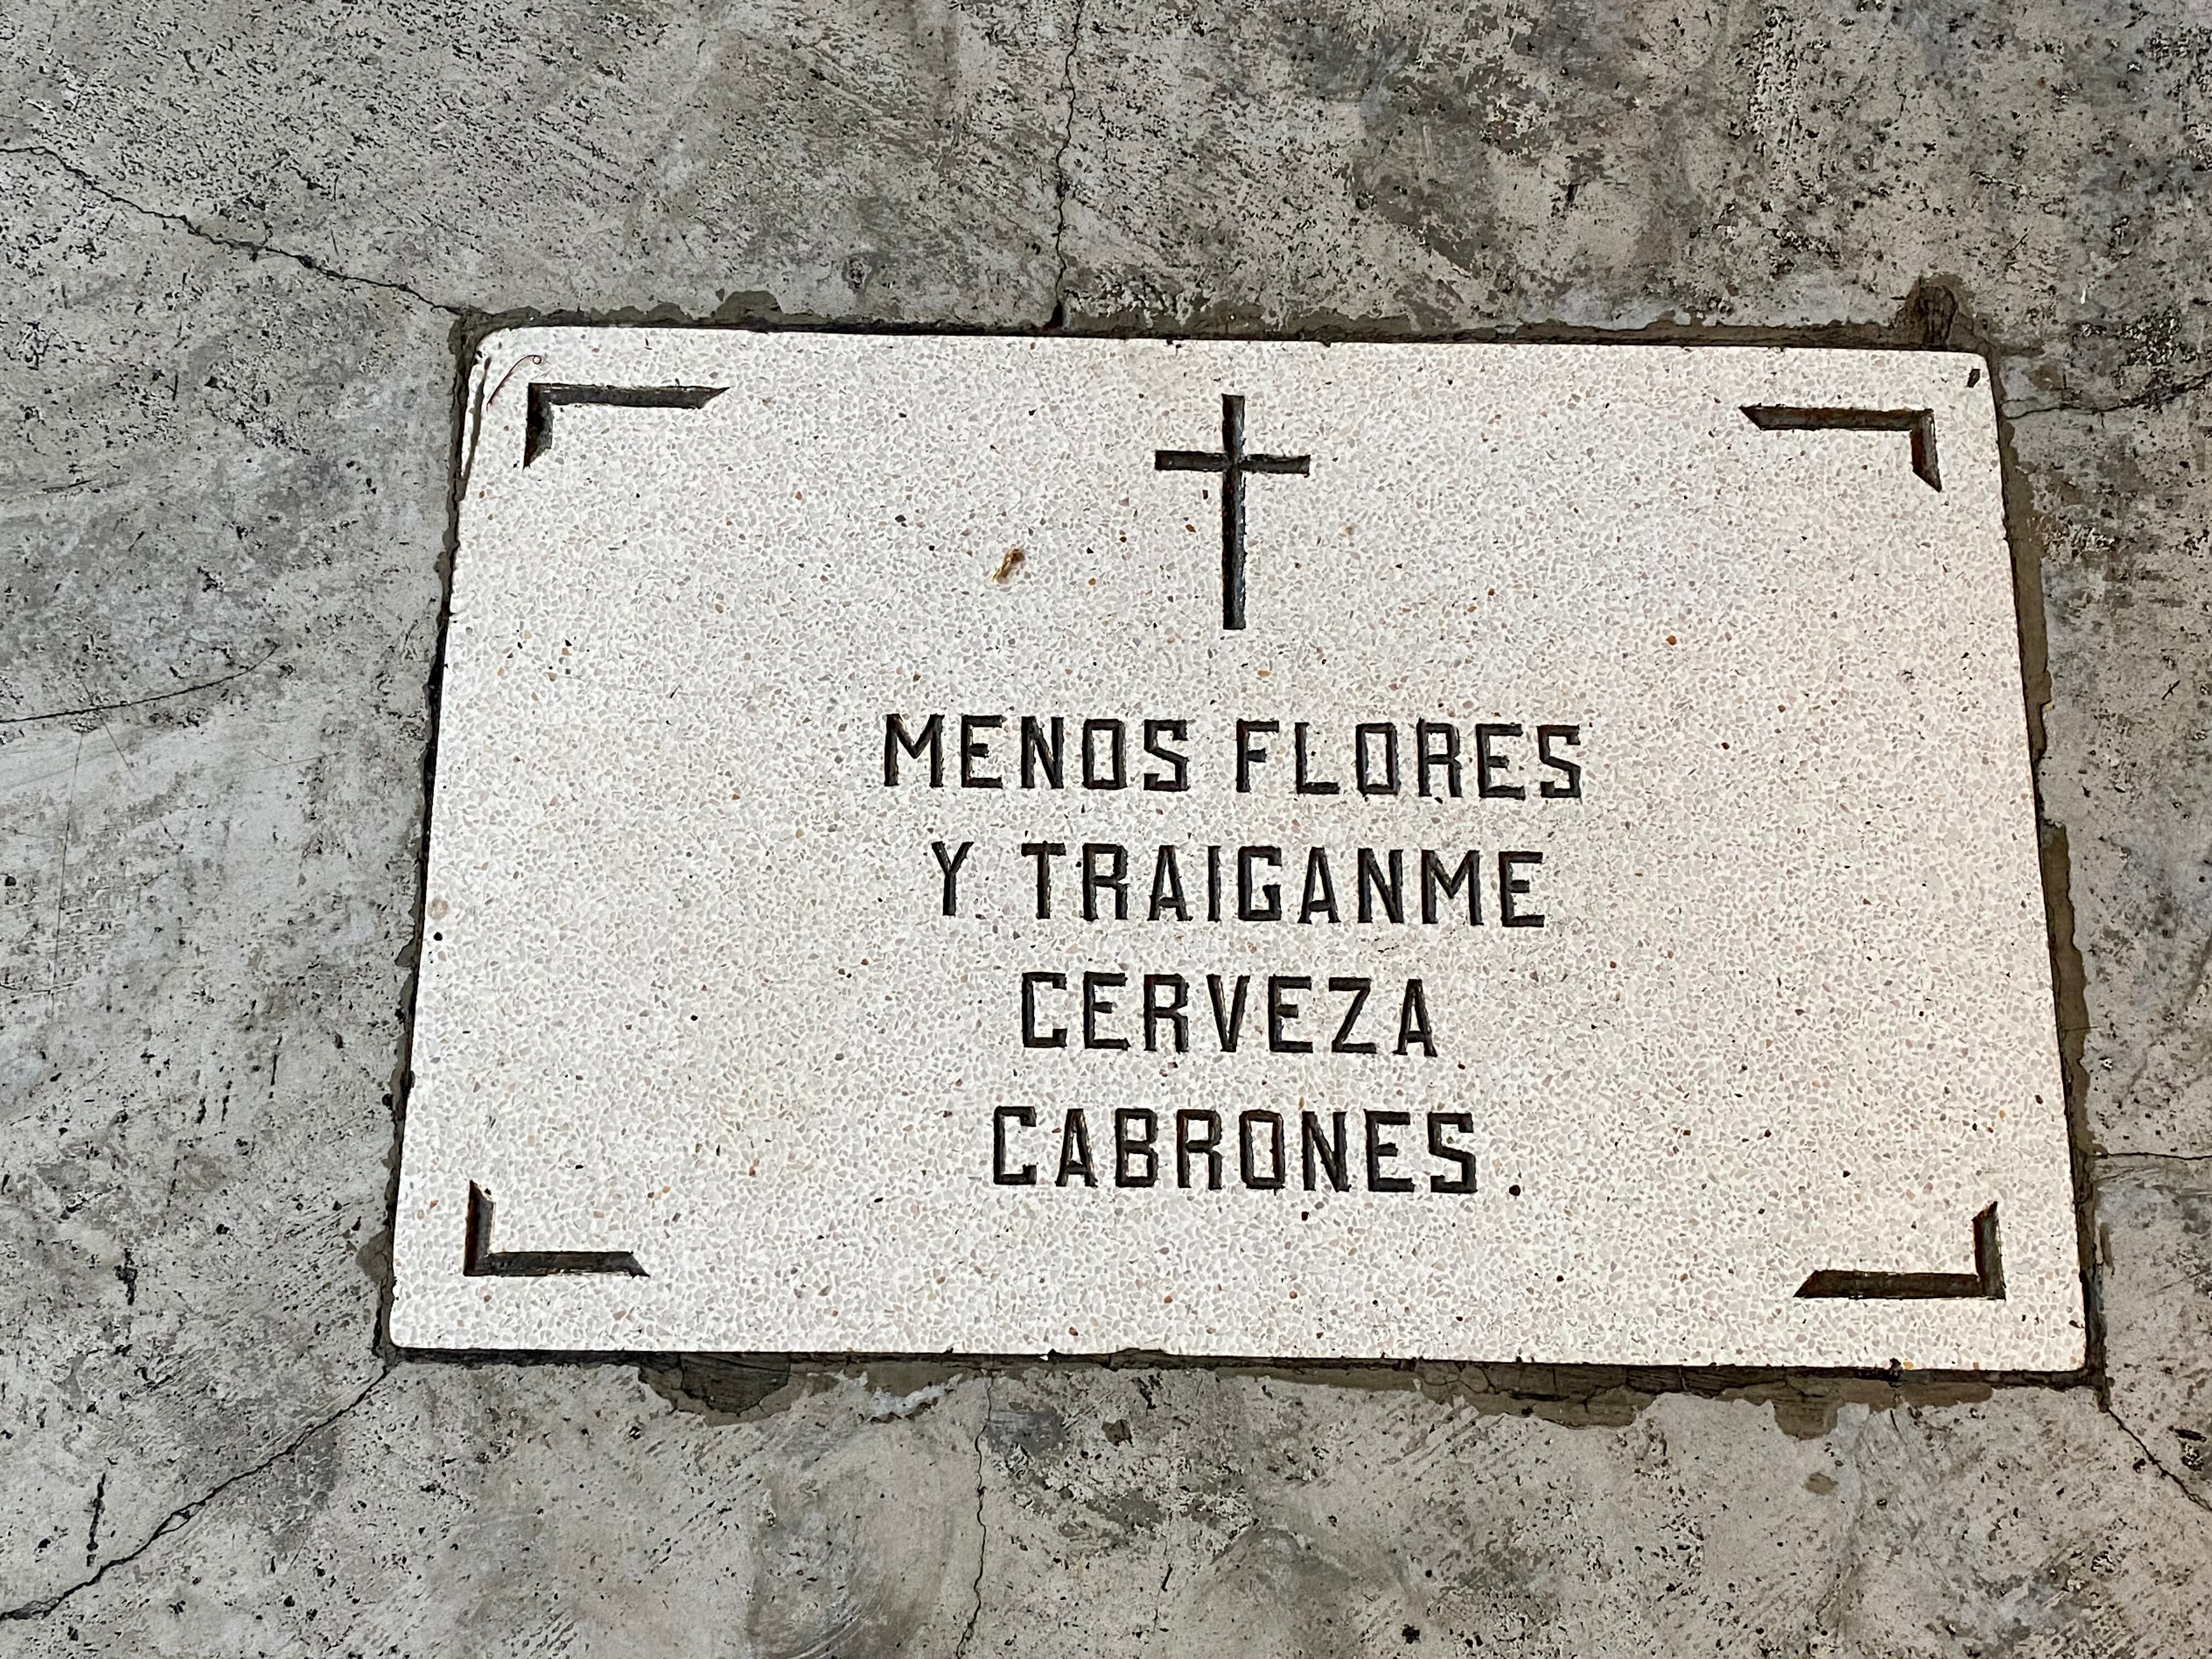 MENOS FLORES
Y TRAIGANME
CERVEZA
CABRONES.